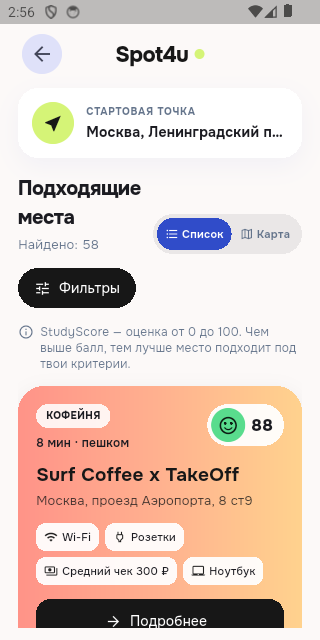 2:56
Spot4u
СТАРТОВАЯ ТОЧКА
Москва, Ленинградский п...
Подходящие
места
Найдено: 58
Список
Карта
Фильтры
StudyScore — оценка от 0 до 100. Чем
выше балл, тем лучше место подходит под
твои критерии.
КОФЕЙНЯ
88
8 мин · пешком
Surf Coffee x TakeOff
Москва, проезд Аэропорта, 8 ст9
Wi-Fi
Розетки
Средний чек 300 ₽
Ноутбук
Подробнее